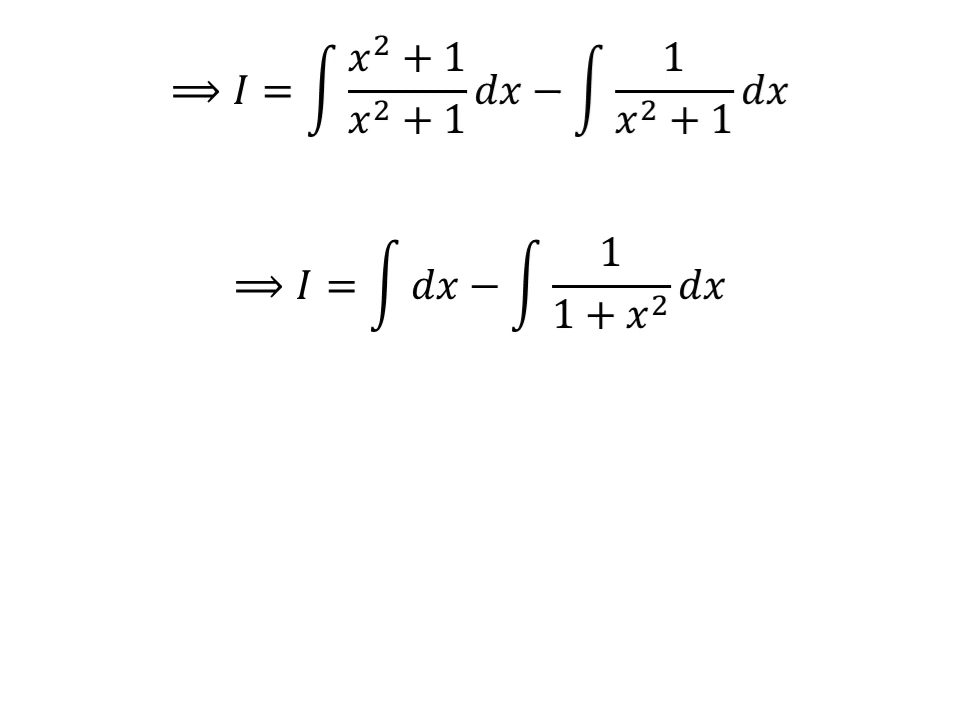 ⟹ I = ∫ (x² + 1)/(x² + 1) dx − ∫ 1/(x² + 1) dx
⟹ I = ∫ dx − ∫ 1/(1 + x²) dx